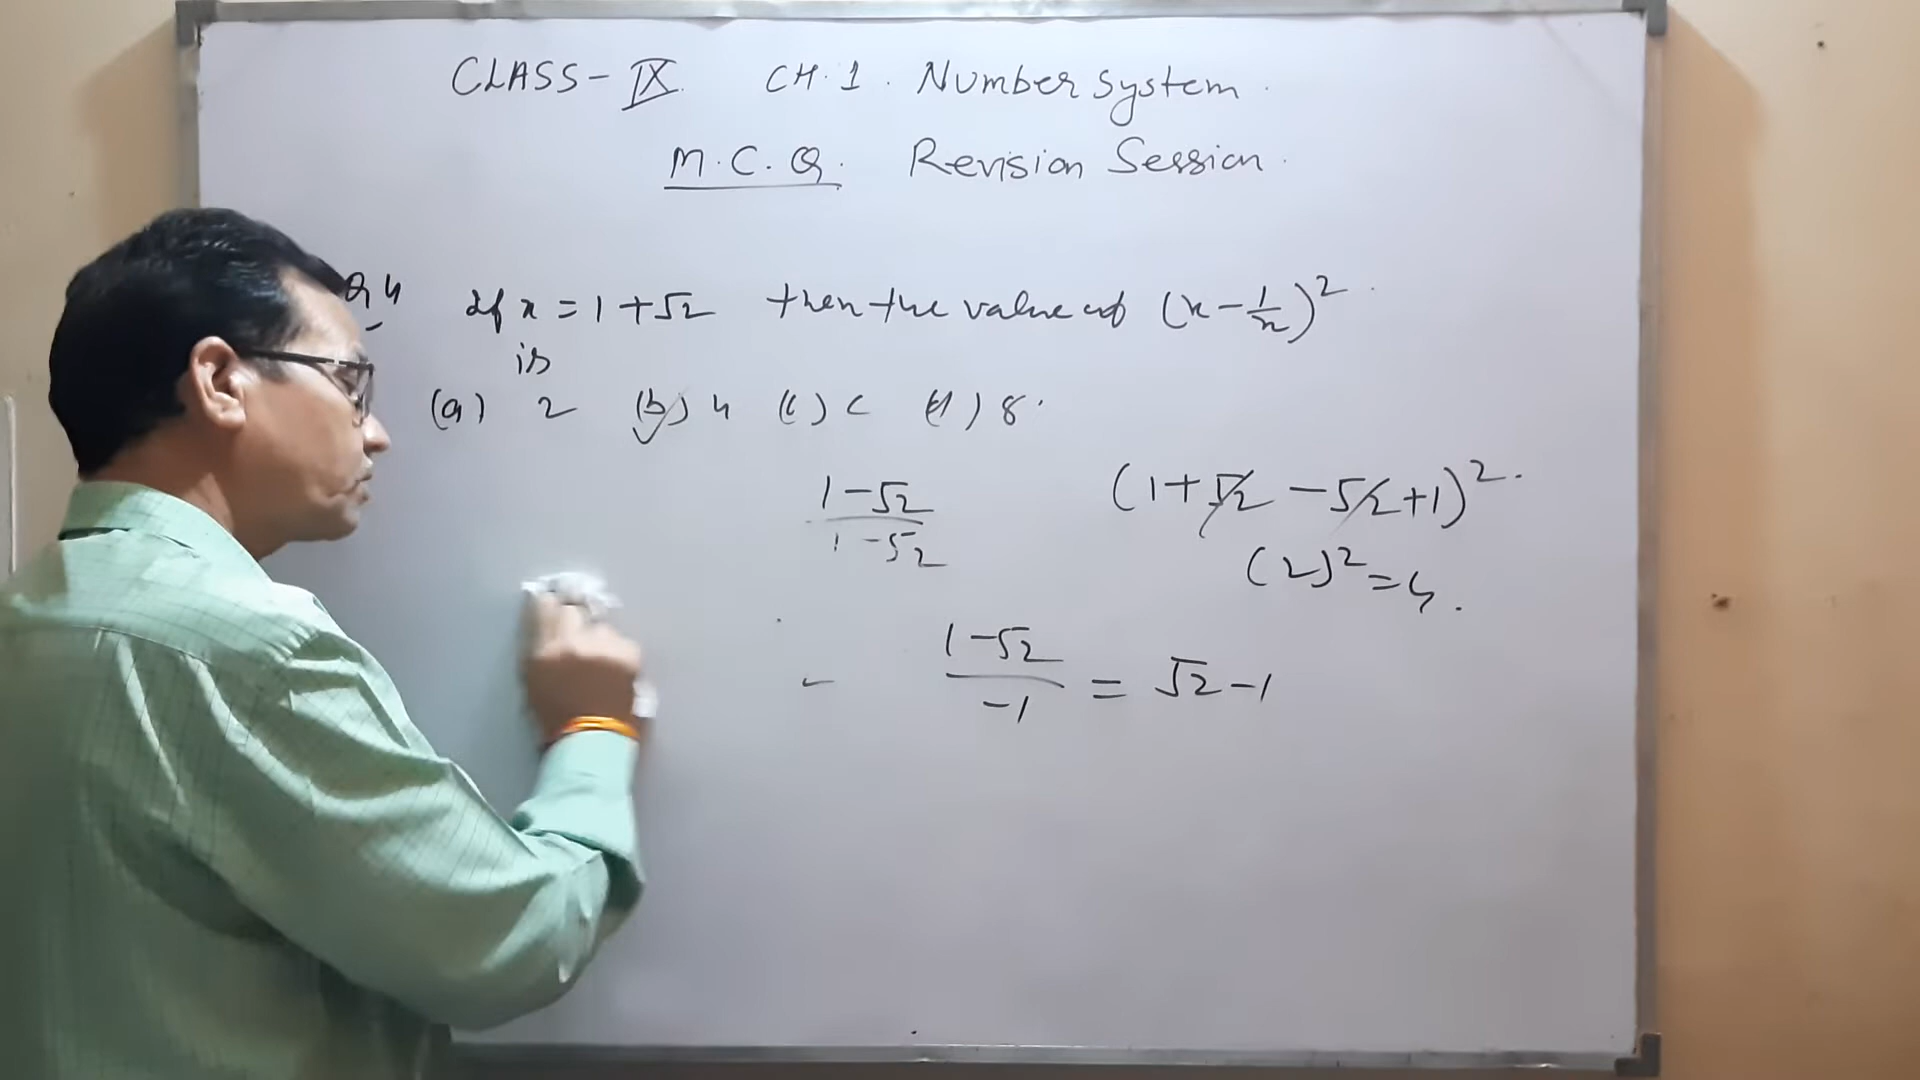 CLASS-IX CH.1. Number System.
M.C.Q. Revision Session.
Q4 If x = 1 + √2 then the value of (x - 1/x)²
is
(a) 2 (b) 4 (c) 6 (d) 8.
(1-√2)/(1-√2)
(1+√2 -√2+1)².
(2)² = 4.
- (1-√2)/(-1) = √2-1